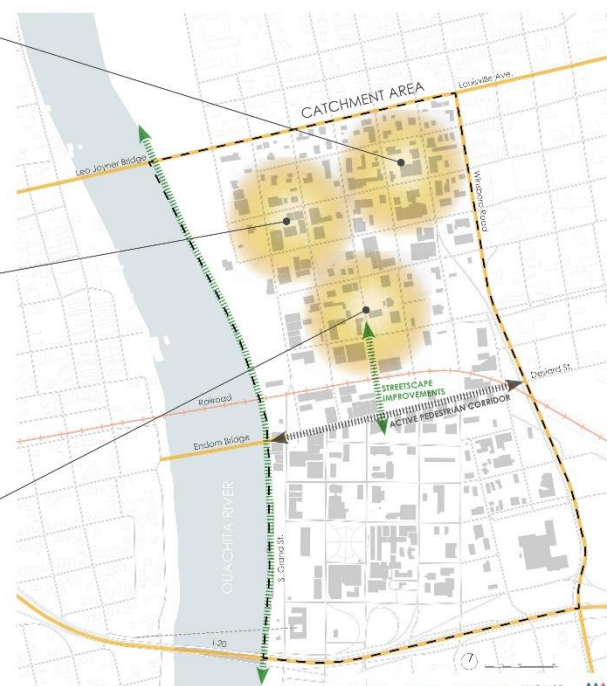 CATCHMENT AREA
Louisville Ave.
Leo Joyner Bridge
Winnsboro Road
Desiard St.
STREETSCAPE
IMPROVEMENTS
Railroad
ACTIVE PEDESTRIAN CORRIDOR
Endom Bridge
OUACHITA RIVER
S. Grand St.
I-20